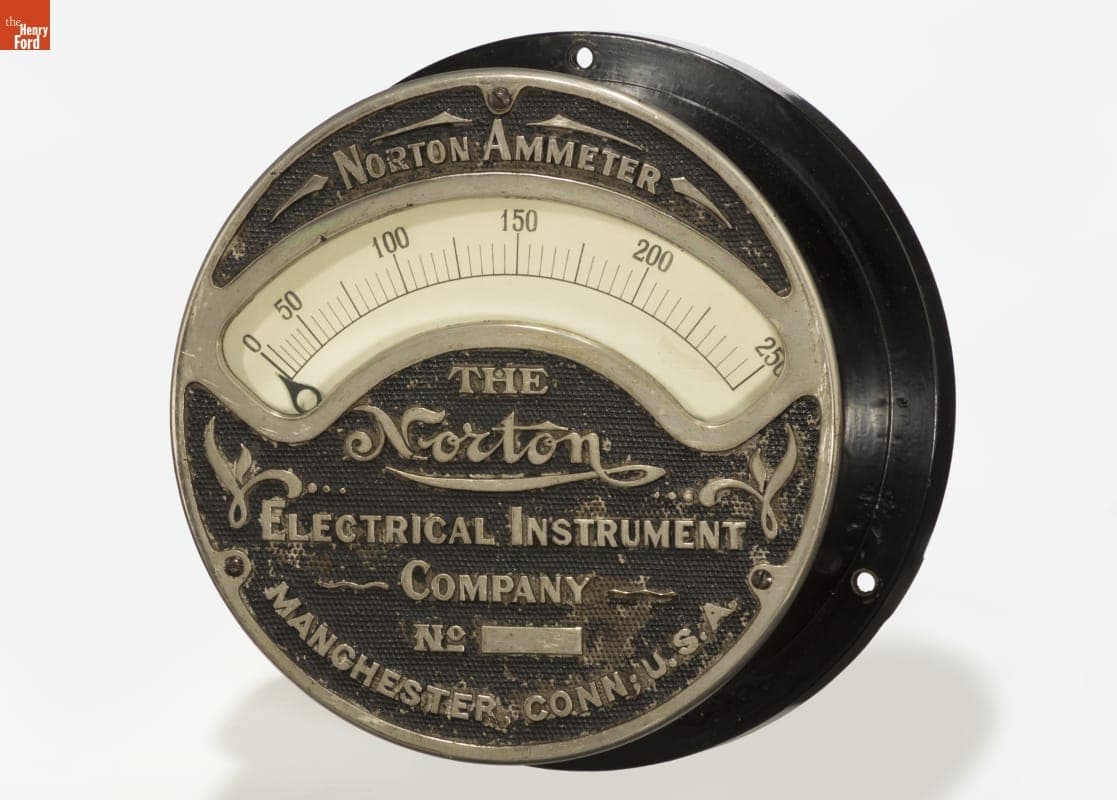 the
Henry
Ford
NORTON AMMETER
0 50 100 150 200 250
THE
Norton
ELECTRICAL INSTRUMENT
COMPANY
No
MANCHESTER, CONN; U.S.A.